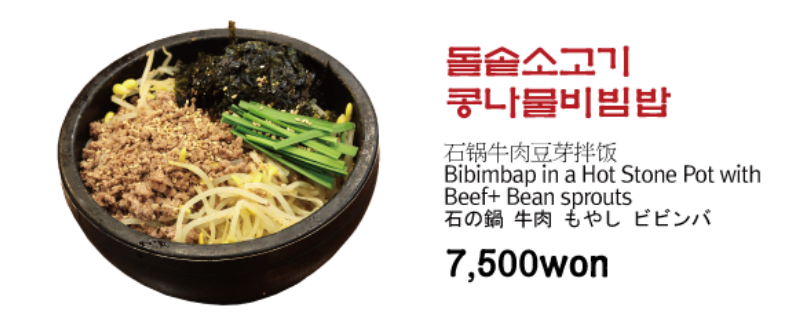 돌솥소고기
콩나물비빔밥
石锅牛肉豆芽拌饭
Bibimbap in a Hot Stone Pot with
Beef+ Bean sprouts
石の鍋 牛肉 もやし ビビンバ
7,500won